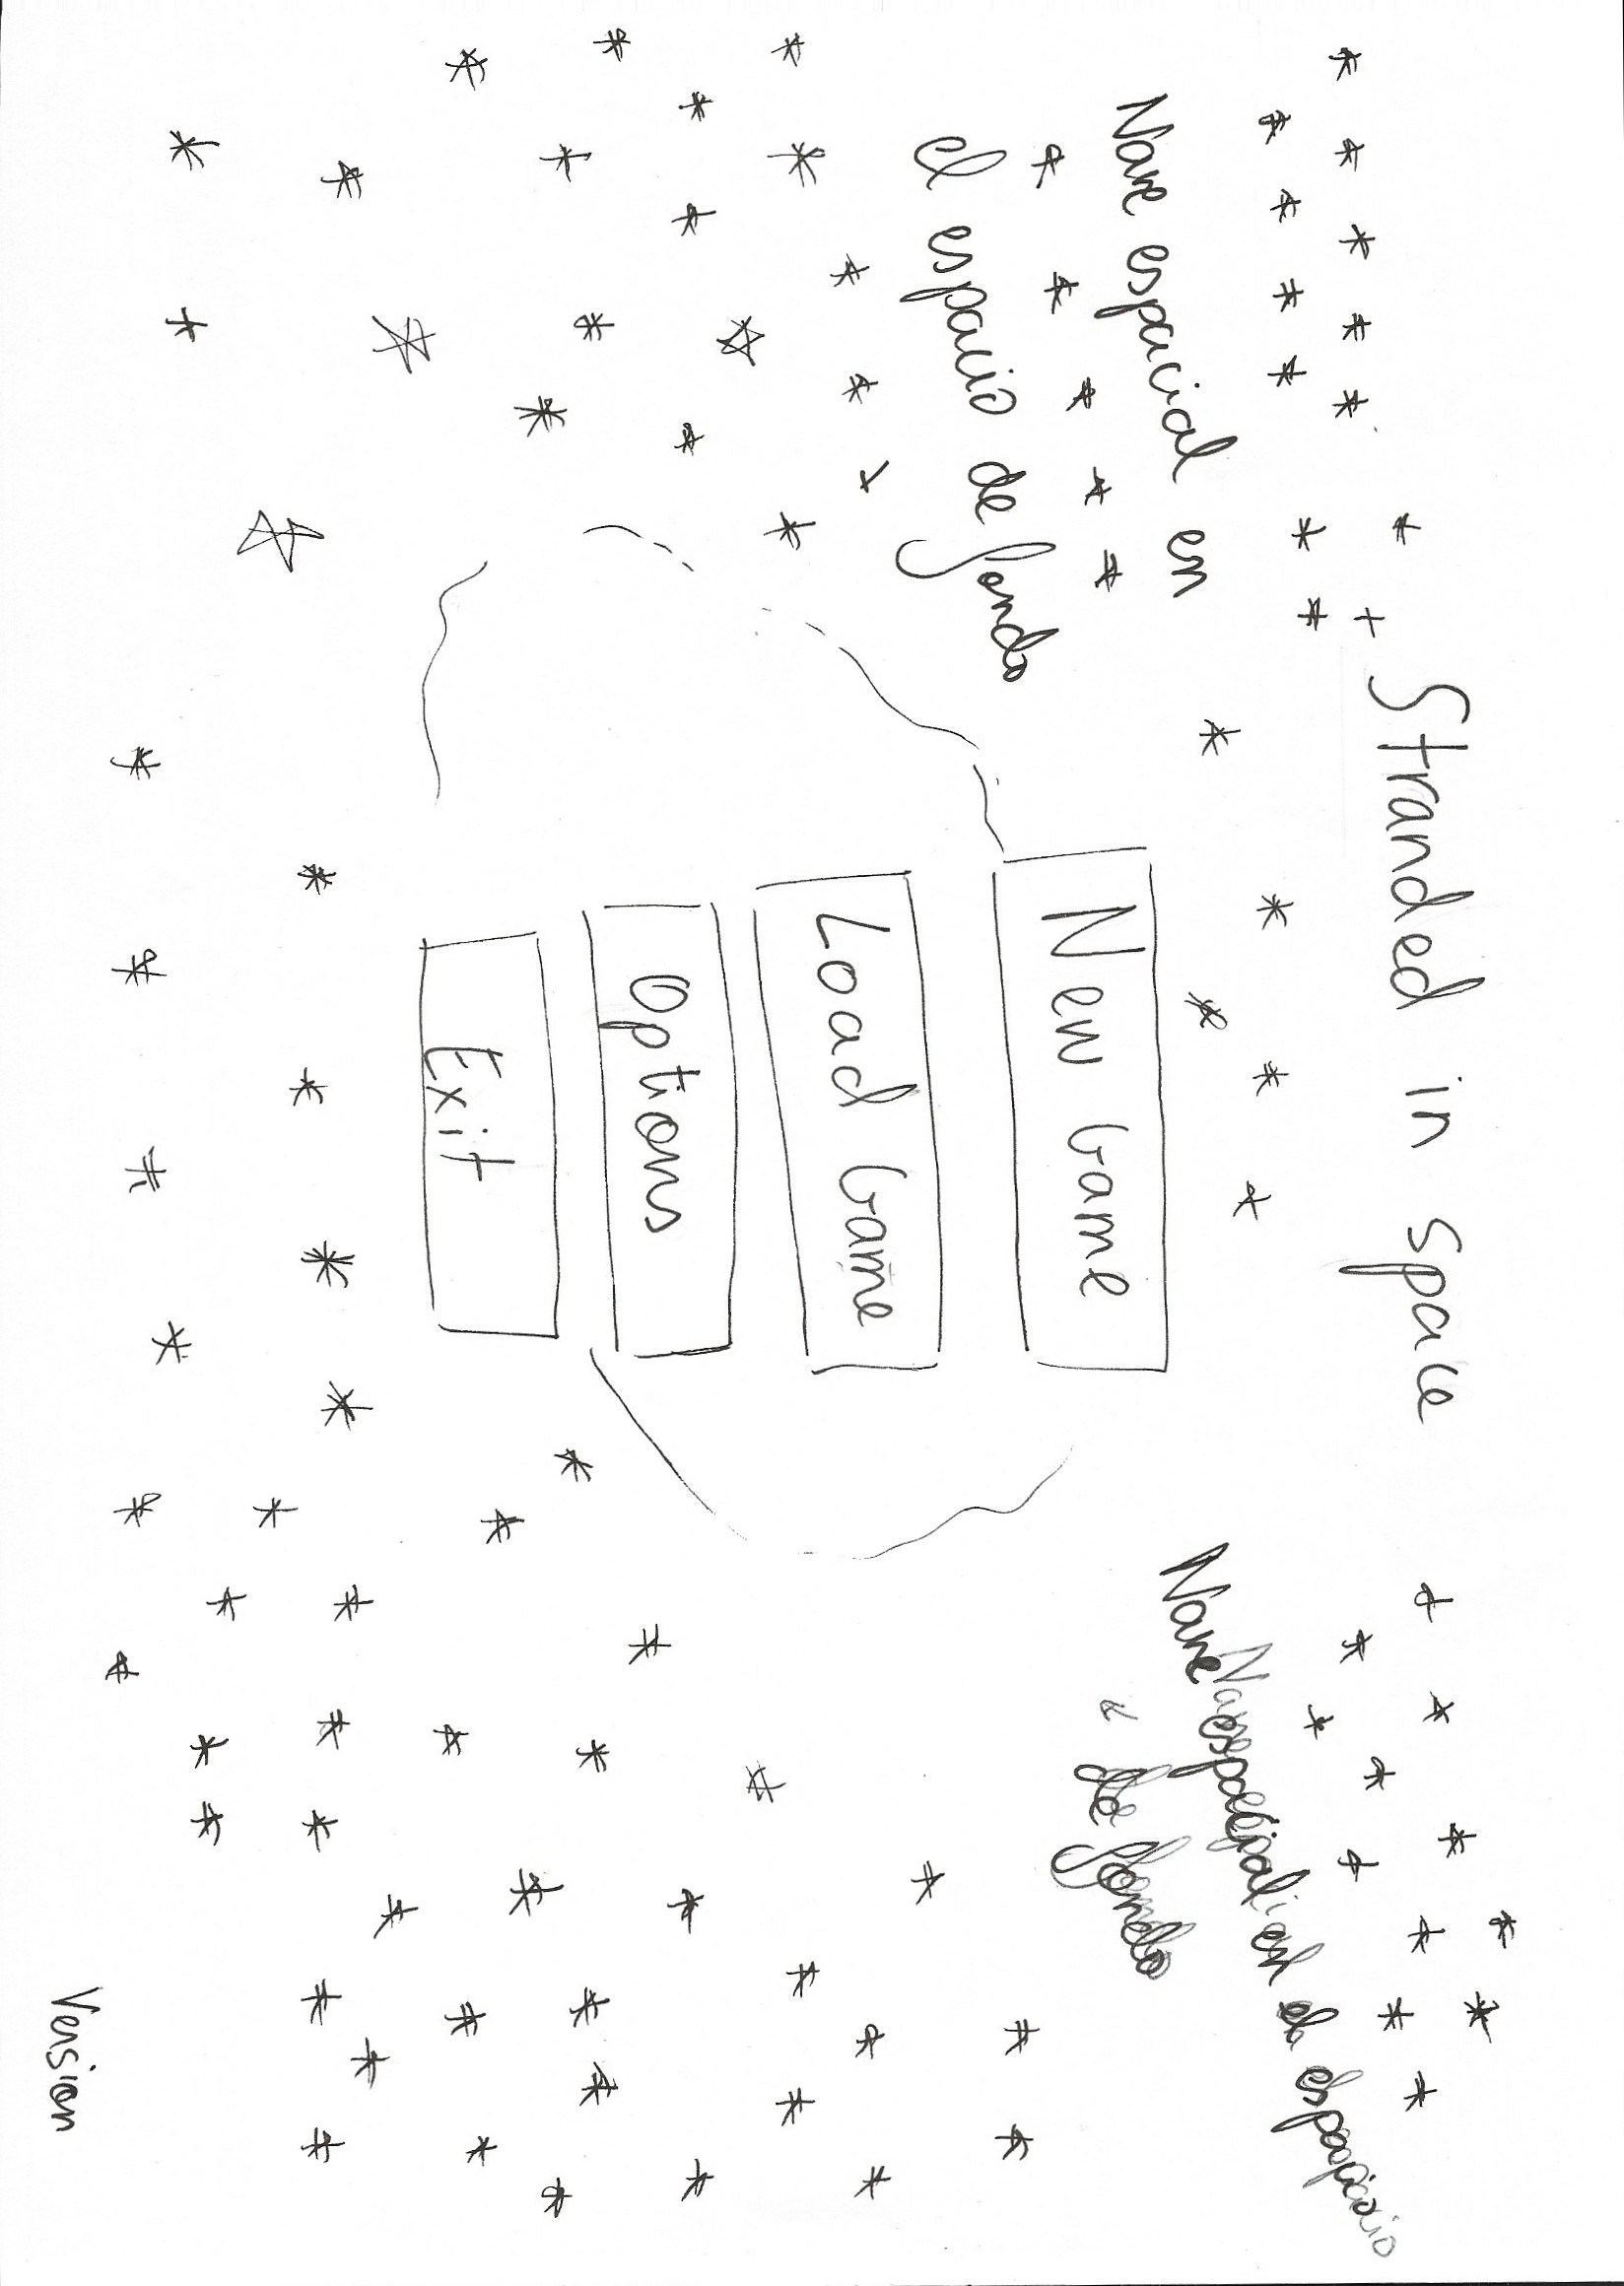 Stranded in space
Nave espacial en
el espacio de fondo
Nave espacial en el espacio
de fondo
New Game
Load Game
Options
Exit
Version